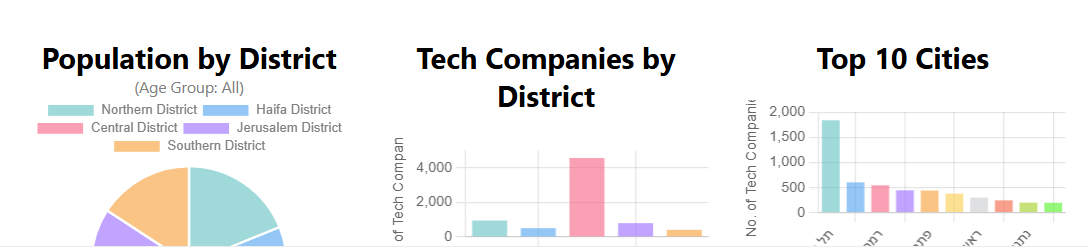 Population by District
(Age Group: All)
Northern District
Haifa District
Central District
Jerusalem District
Southern District
Tech Companies by
District
of Tech Compan
4,000
2,000
0
Top 10 Cities
No. of Tech Companie
2,000
1,500
1,000
500
0